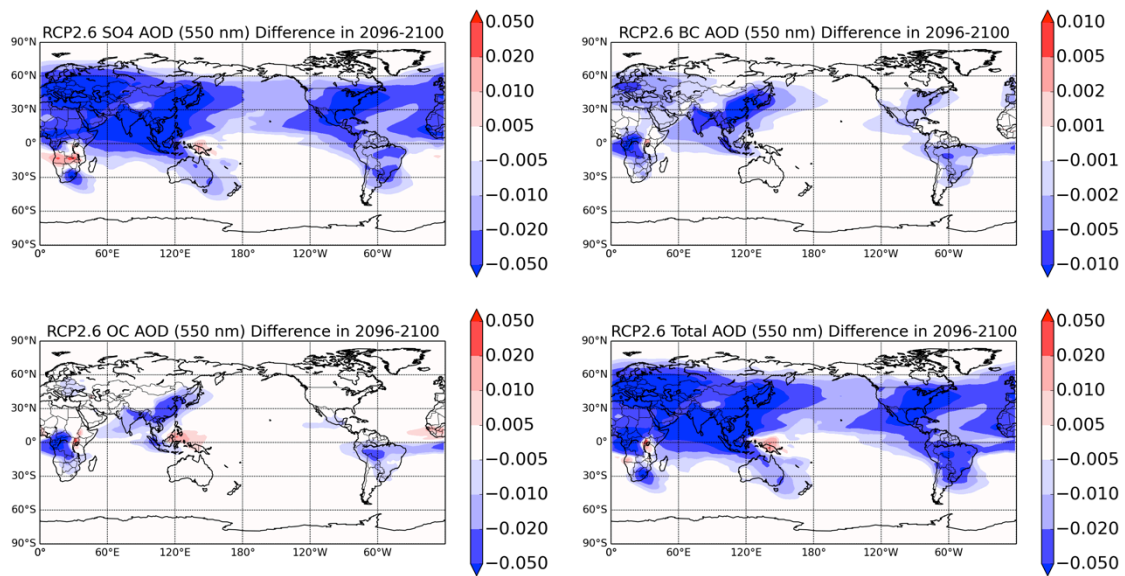 RCP2.6 SO4 AOD (550 nm) Difference in 2096-2100
90°N
60°N
30°N
0°
30°S
60°S
90°S
0°
60°E
120°E
180°
120°W
60°W
0.050
0.020
0.010
0.005
−0.005
−0.010
−0.020
−0.050
RCP2.6 BC AOD (550 nm) Difference in 2096-2100
90°N
60°N
30°N
0°
30°S
60°S
90°S
0°
60°E
120°E
180°
120°W
60°W
0.010
0.005
0.002
0.001
−0.001
−0.002
−0.005
−0.010
RCP2.6 OC AOD (550 nm) Difference in 2096-2100
90°N
60°N
30°N
0°
30°S
60°S
90°S
0°
60°E
120°E
180°
120°W
60°W
0.050
0.020
0.010
0.005
−0.005
−0.010
−0.020
−0.050
RCP2.6 Total AOD (550 nm) Difference in 2096-2100
90°N
60°N
30°N
0°
30°S
60°S
90°S
0°
60°E
120°E
180°
120°W
60°W
0.050
0.020
0.010
0.005
−0.005
−0.010
−0.020
−0.050